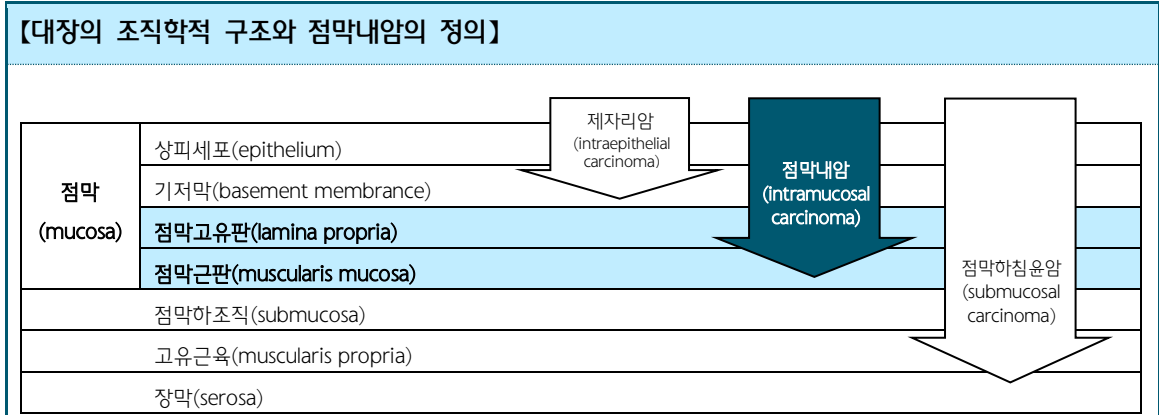 【대장의 조직학적 구조와 점막내암의 정의】
제자리암
(intraepithelial
carcinoma)
점막내암
(intramucosal
carcinoma)
점막하침윤암
(submucosal
carcinoma)
점막
(mucosa)
상피세포(epithelium)
기저막(basement membrance)
점막고유판(lamina propria)
점막근판(muscularis mucosa)
점막하조직(submucosa)
고유근육(muscularis propria)
장막(serosa)